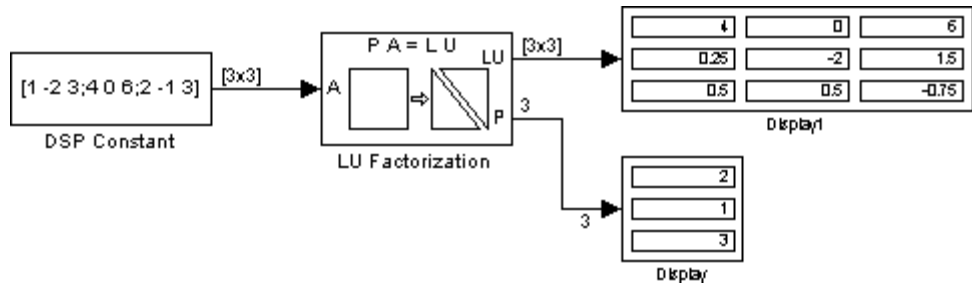 [1 -2 3;4 0 6;2 -1 3]
DSP Constant
[3x3]
P A = L U
A
LU
P
LU Factorization
[3x3]
3
3
4 0 6
0.25 -2 1.5
0.5 0.5 -0.75
Display1
2
1
3
Display